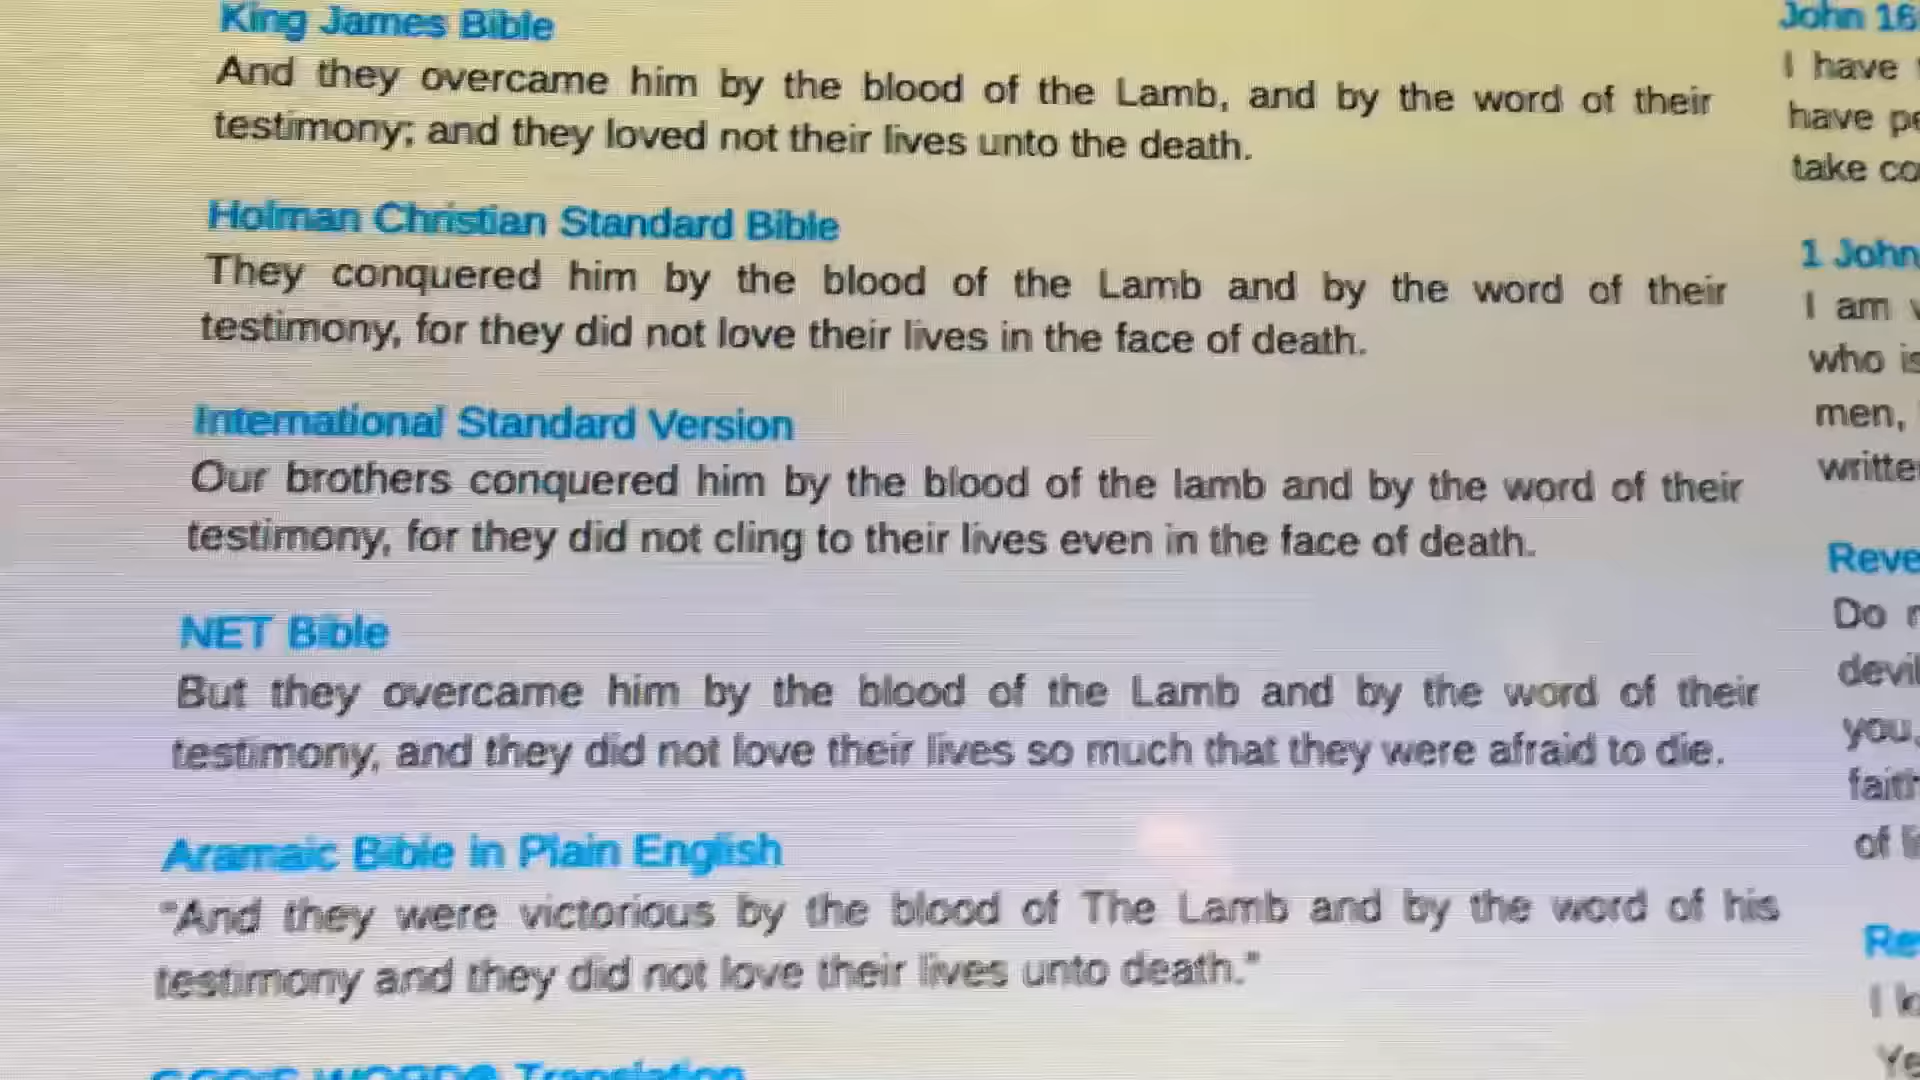 King James Bible
And they overcame him by the blood of the Lamb, and by the word of their
testimony; and they loved not their lives unto the death.
Holman Christian Standard Bible
They conquered him by the blood of the Lamb and by the word of their
testimony, for they did not love their lives in the face of death.
International Standard Version
Our brothers conquered him by the blood of the lamb and by the word of their
testimony, for they did not cling to their lives even in the face of death.
NET Bible
But they overcame him by the blood of the Lamb and by the word of their
testimony, and they did not love their lives so much that they were afraid to die.
Aramaic Bible in Plain English
“And they were victorious by the blood of The Lamb and by the word of his
testimony and they did not love their lives unto death.”
GOD'S WORD® Translation
John 16:
I have
have
take
1 John
I am
who
men,
Do
you,
of